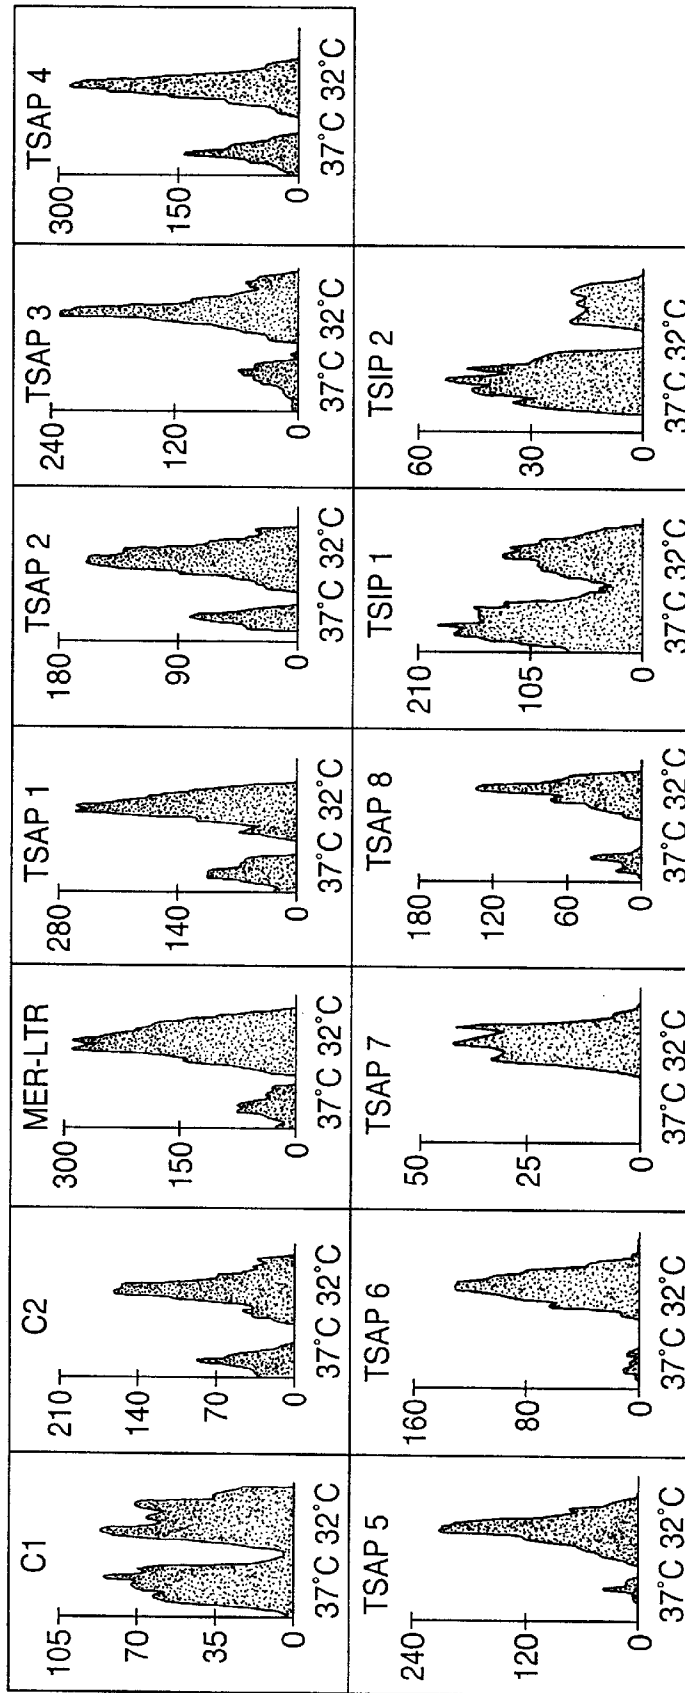 C1
105
70
35
0
37°C 32°C
C2
210
140
70
0
37°C 32°C
MER-LTR
300
150
0
37°C 32°C
TSAP 1
280
140
0
37°C 32°C
TSAP 2
180
90
0
37°C 32°C
TSAP 3
240
120
0
37°C 32°C
TSAP 4
300
150
0
37°C 32°C
TSAP 5
240
120
0
37°C 32°C
TSAP 6
160
80
0
37°C 32°C
TSAP 7
50
25
0
37°C 32°C
TSAP 8
180
120
60
0
37°C 32°C
TSIP 1
210
105
0
37°C 32°C
TSIP 2
60
30
0
37°C 32°C